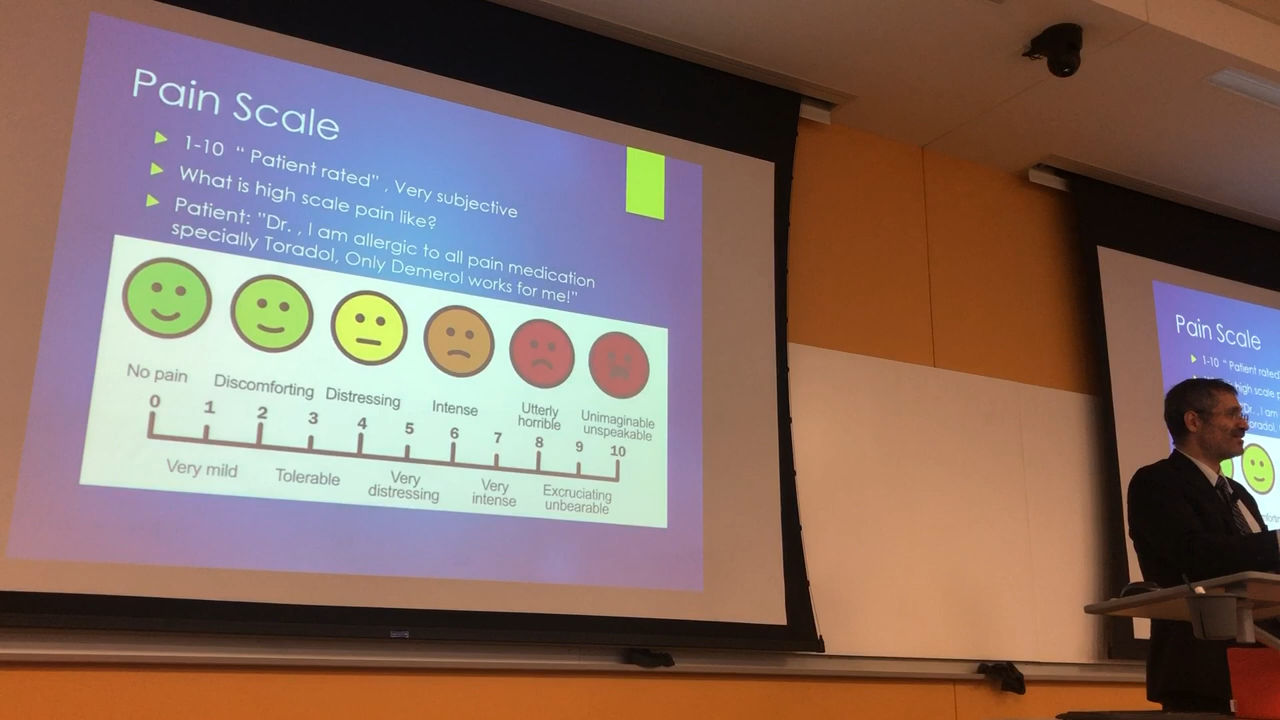 Pain Scale
1-10 “ Patient rated” , Very subjective
What is high scale pain like?
Patient: ”Dr. , I am allergic to all pain medication
specially Toradol, Only Demerol works for me!”
No pain
Discomforting
Distressing
Intense
Utterly
horrible
Unimaginable
unspeakable
0 1 2 3 4 5 6 7 8 9 10
Very mild
Tolerable
Very
distressing
Very
intense
Excruciating
unbearable
Pain Scale
1-10 “ Patient rated
high scale
Dr. , I am